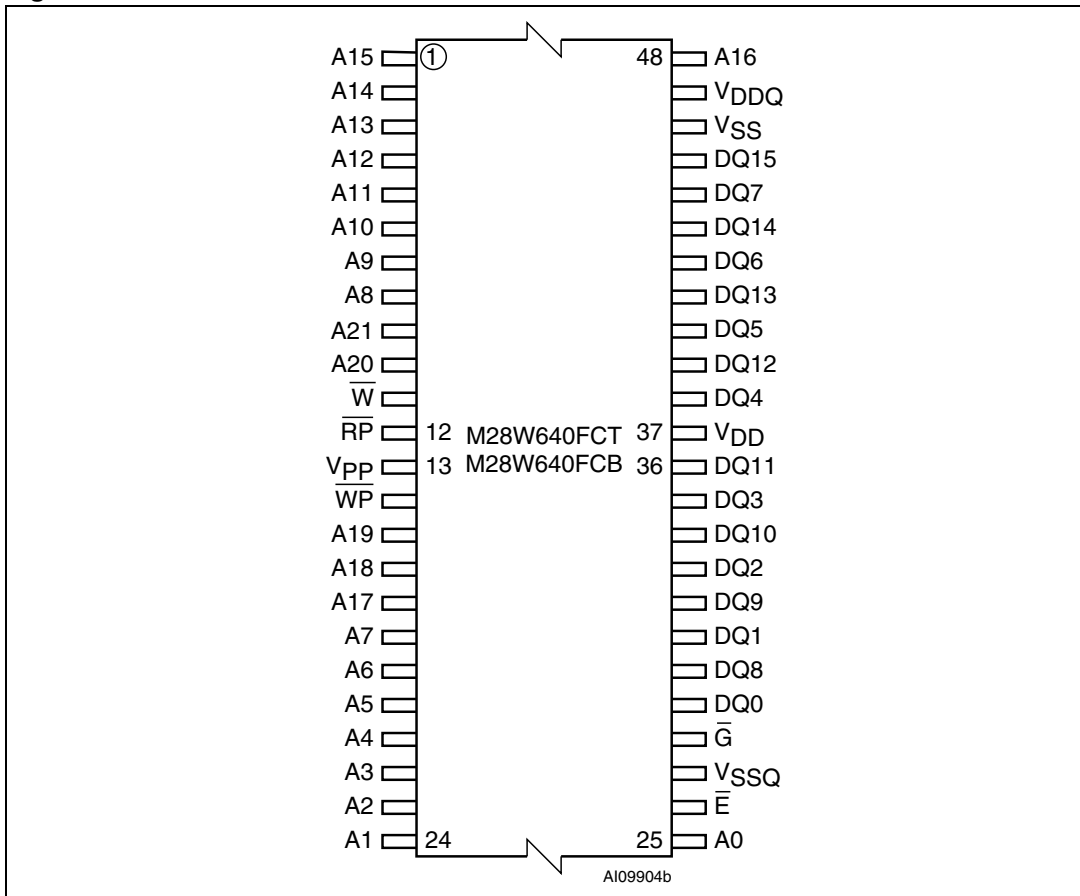 A15 ① 48 A16
A14 VDDQ
A13 VSS
A12 DQ15
A11 DQ7
A10 DQ14
A9 DQ6
A8 DQ13
A21 DQ5
A20 DQ12
W̅ DQ4
R̅P̅ 12 M28W640FCT 37 VDD
VPP 13 M28W640FCB 36 DQ11
W̅P̅ DQ3
A19 DQ10
A18 DQ2
A17 DQ9
A7 DQ1
A6 DQ8
A5 DQ0
A4 G̅
A3 VSSQ
A2 E̅
A1 24 25 A0
AI09904b